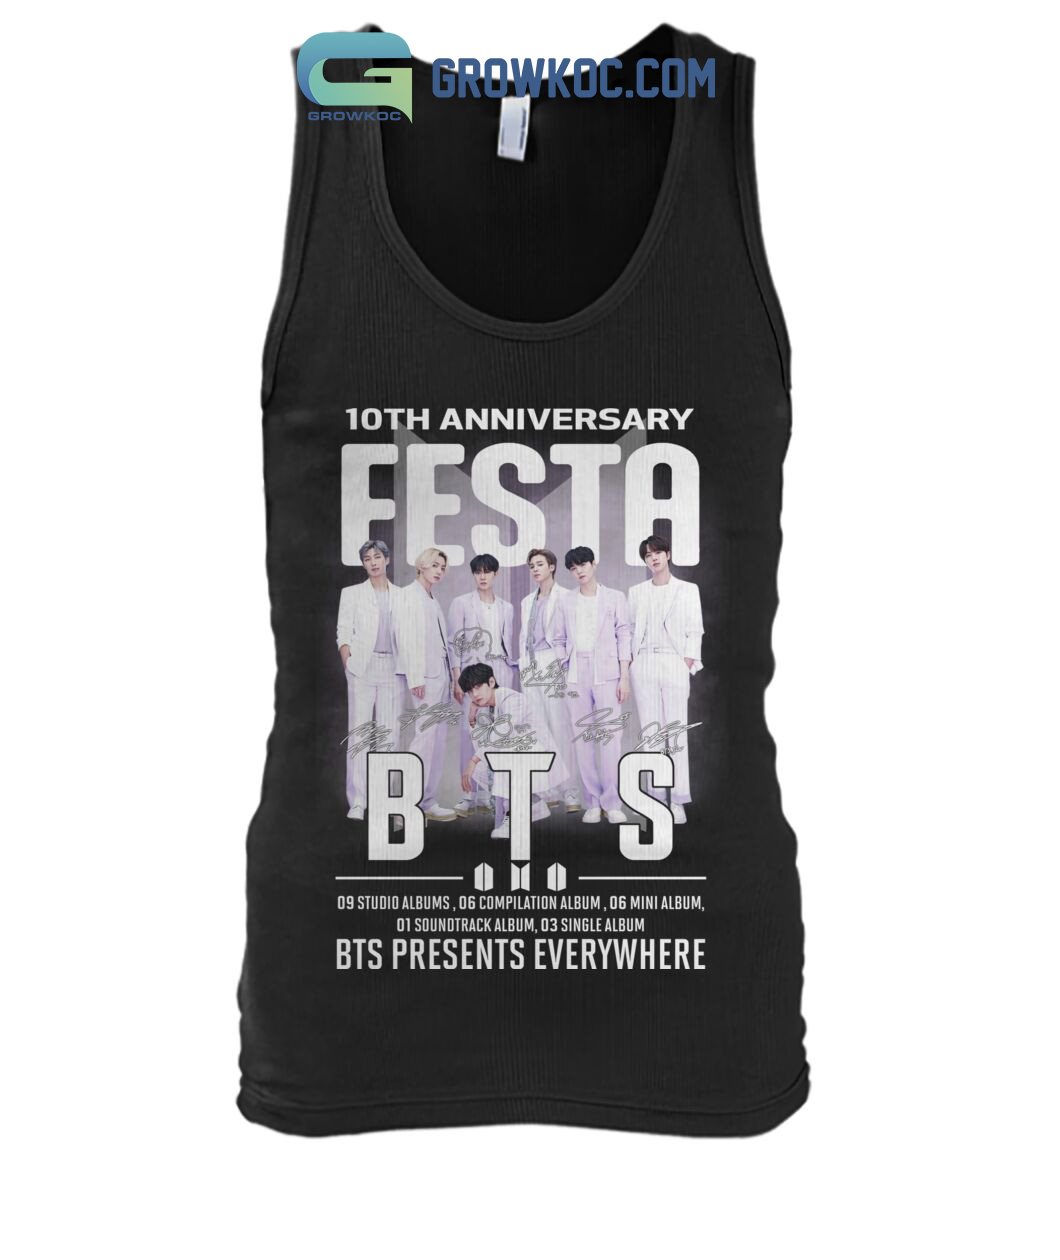 GROWKOC.COM
GROWKOC
10TH ANNIVERSARY
FESTA
BTS
09 STUDIO ALBUMS , 06 COMPILATION ALBUM , 06 MINI ALBUM,
01 SOUNDTRACK ALBUM, 03 SINGLE ALBUM
BTS PRESENTS EVERYWHERE